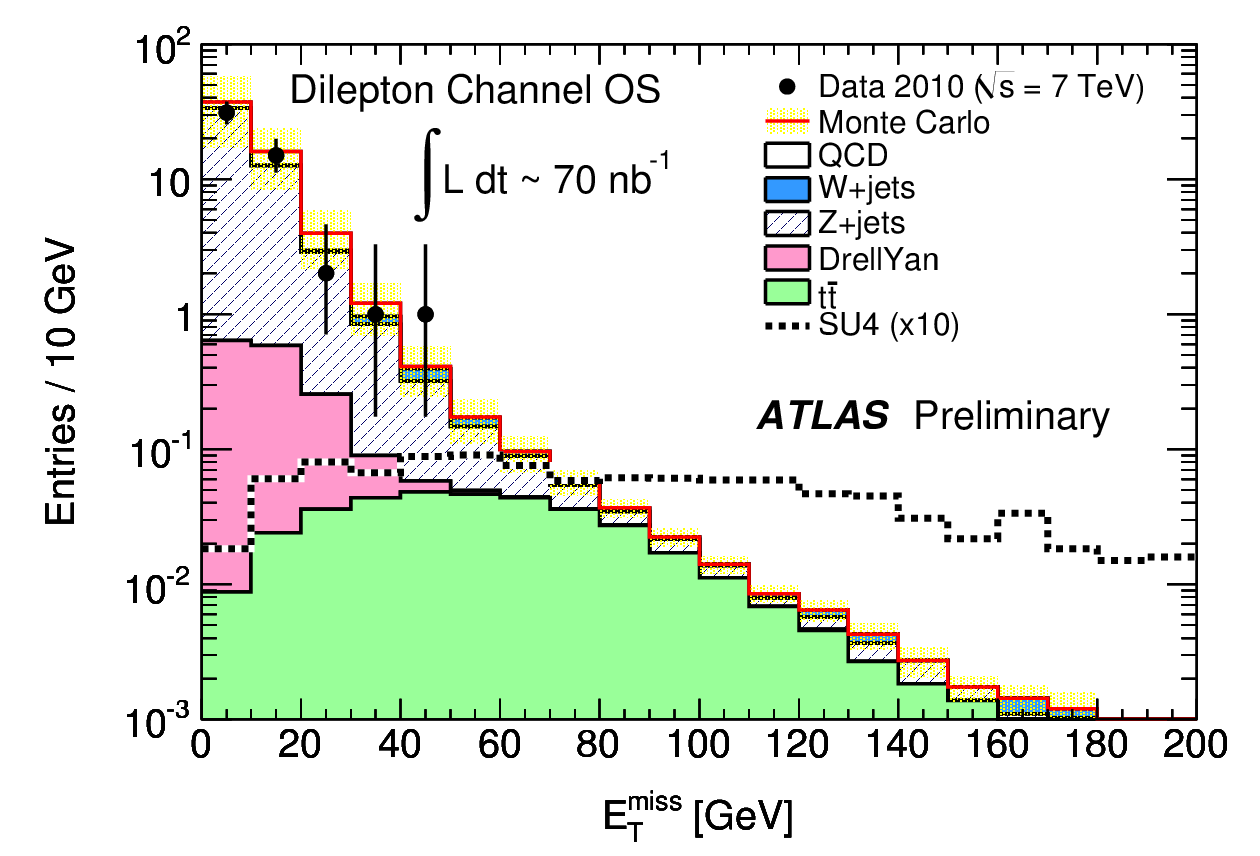 Dilepton Channel OS
∫ L dt ~ 70 nb⁻¹
Data 2010 (√s = 7 TeV)
Monte Carlo
QCD
W+jets
Z+jets
DrellYan
tt̄
SU4 (x10)
ATLAS Preliminary
Entries / 10 GeV
10²
10
1
10⁻¹
10⁻²
10⁻³
0 20 40 60 80 100 120 140 160 180 200
E_T^miss [GeV]